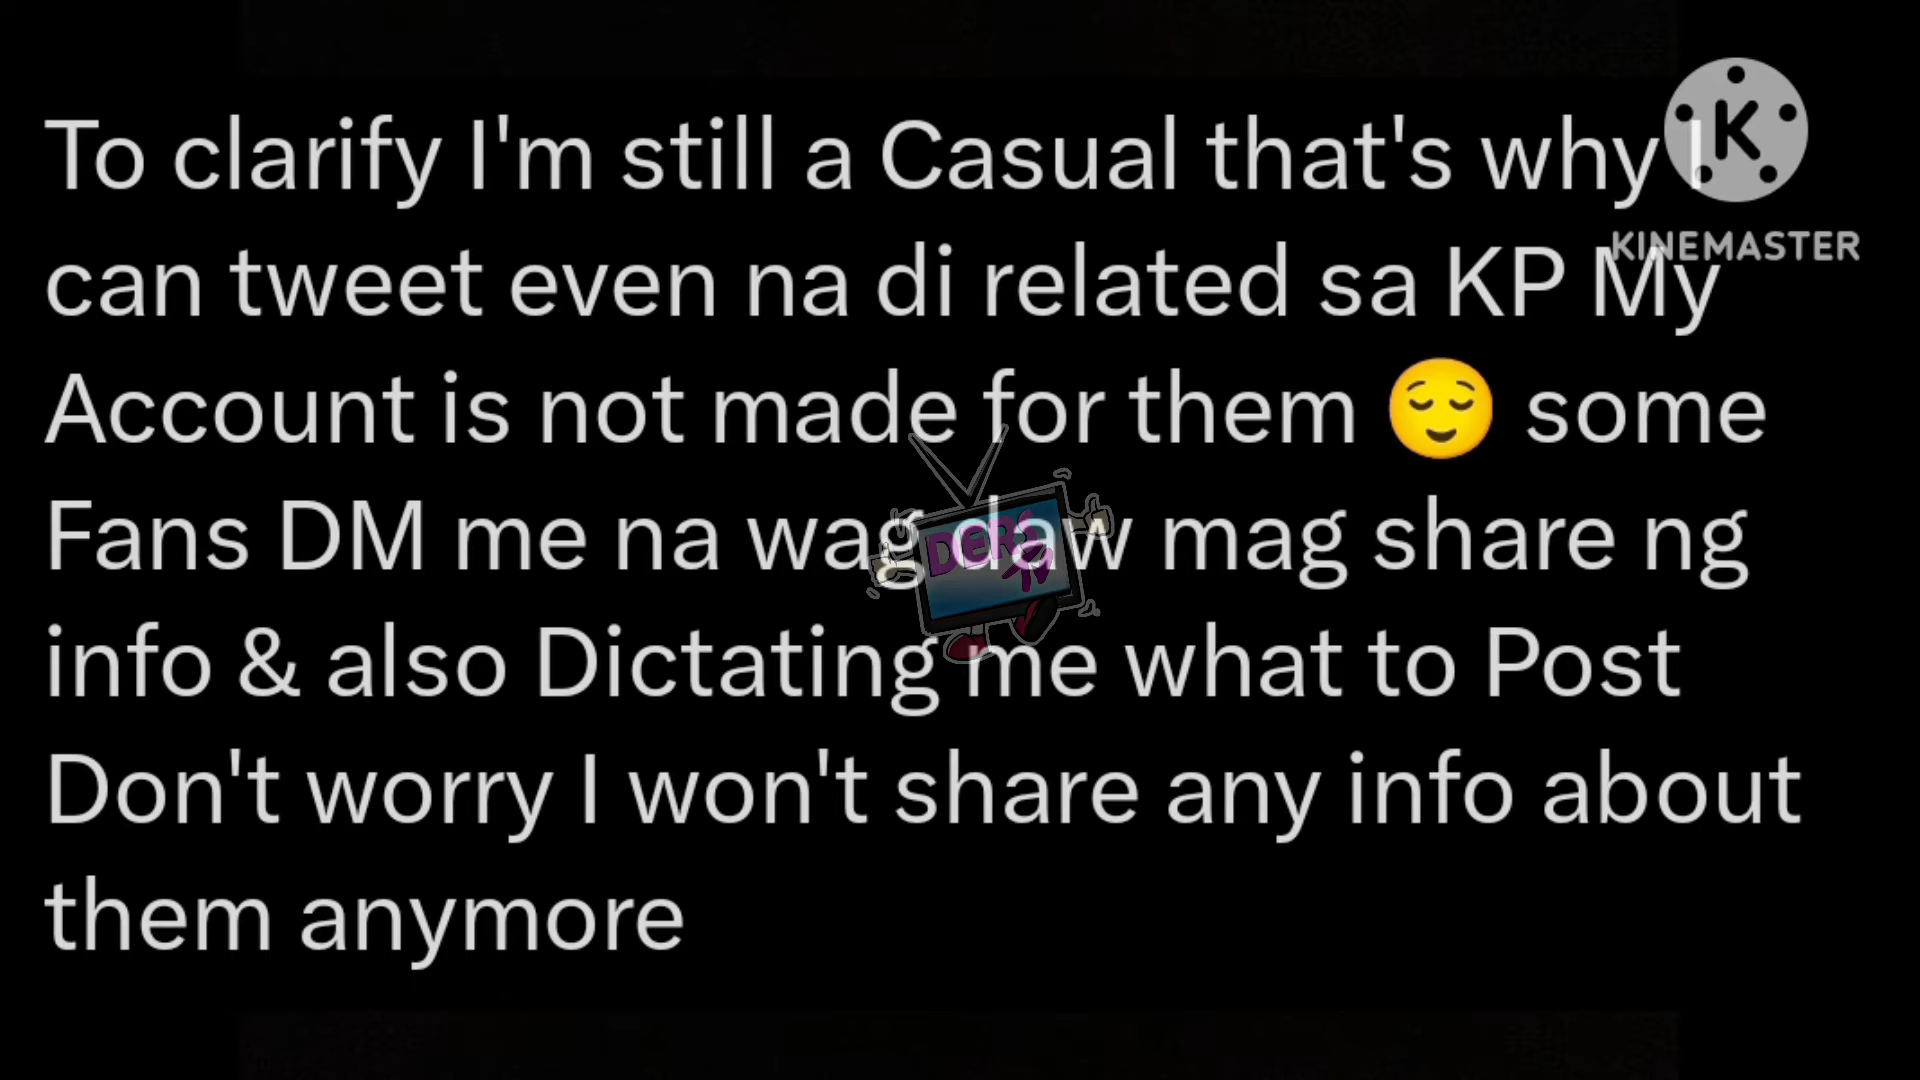 To clarify I'm still a Casual that's why I
can tweet even na di related sa KP My
Account is not made for them 😌 some
Fans DM me na wag daw mag share ng
info & also Dictating me what to Post
Don't worry I won't share any info about
them anymore
K
KINEMASTER
DERS
TV